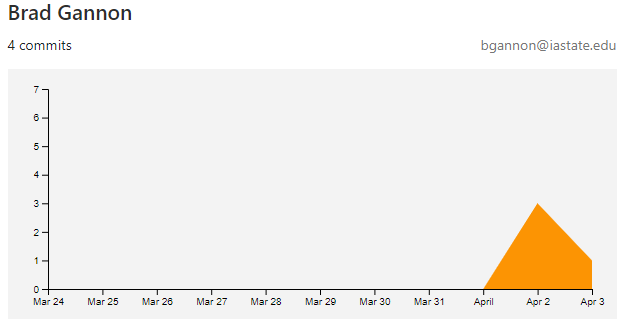 Brad Gannon
4 commits bgannon@iastate.edu
7
6
5
4
3
2
1
0
Mar 24 Mar 25 Mar 26 Mar 27 Mar 28 Mar 29 Mar 30 Mar 31 April Apr 2 Apr 3